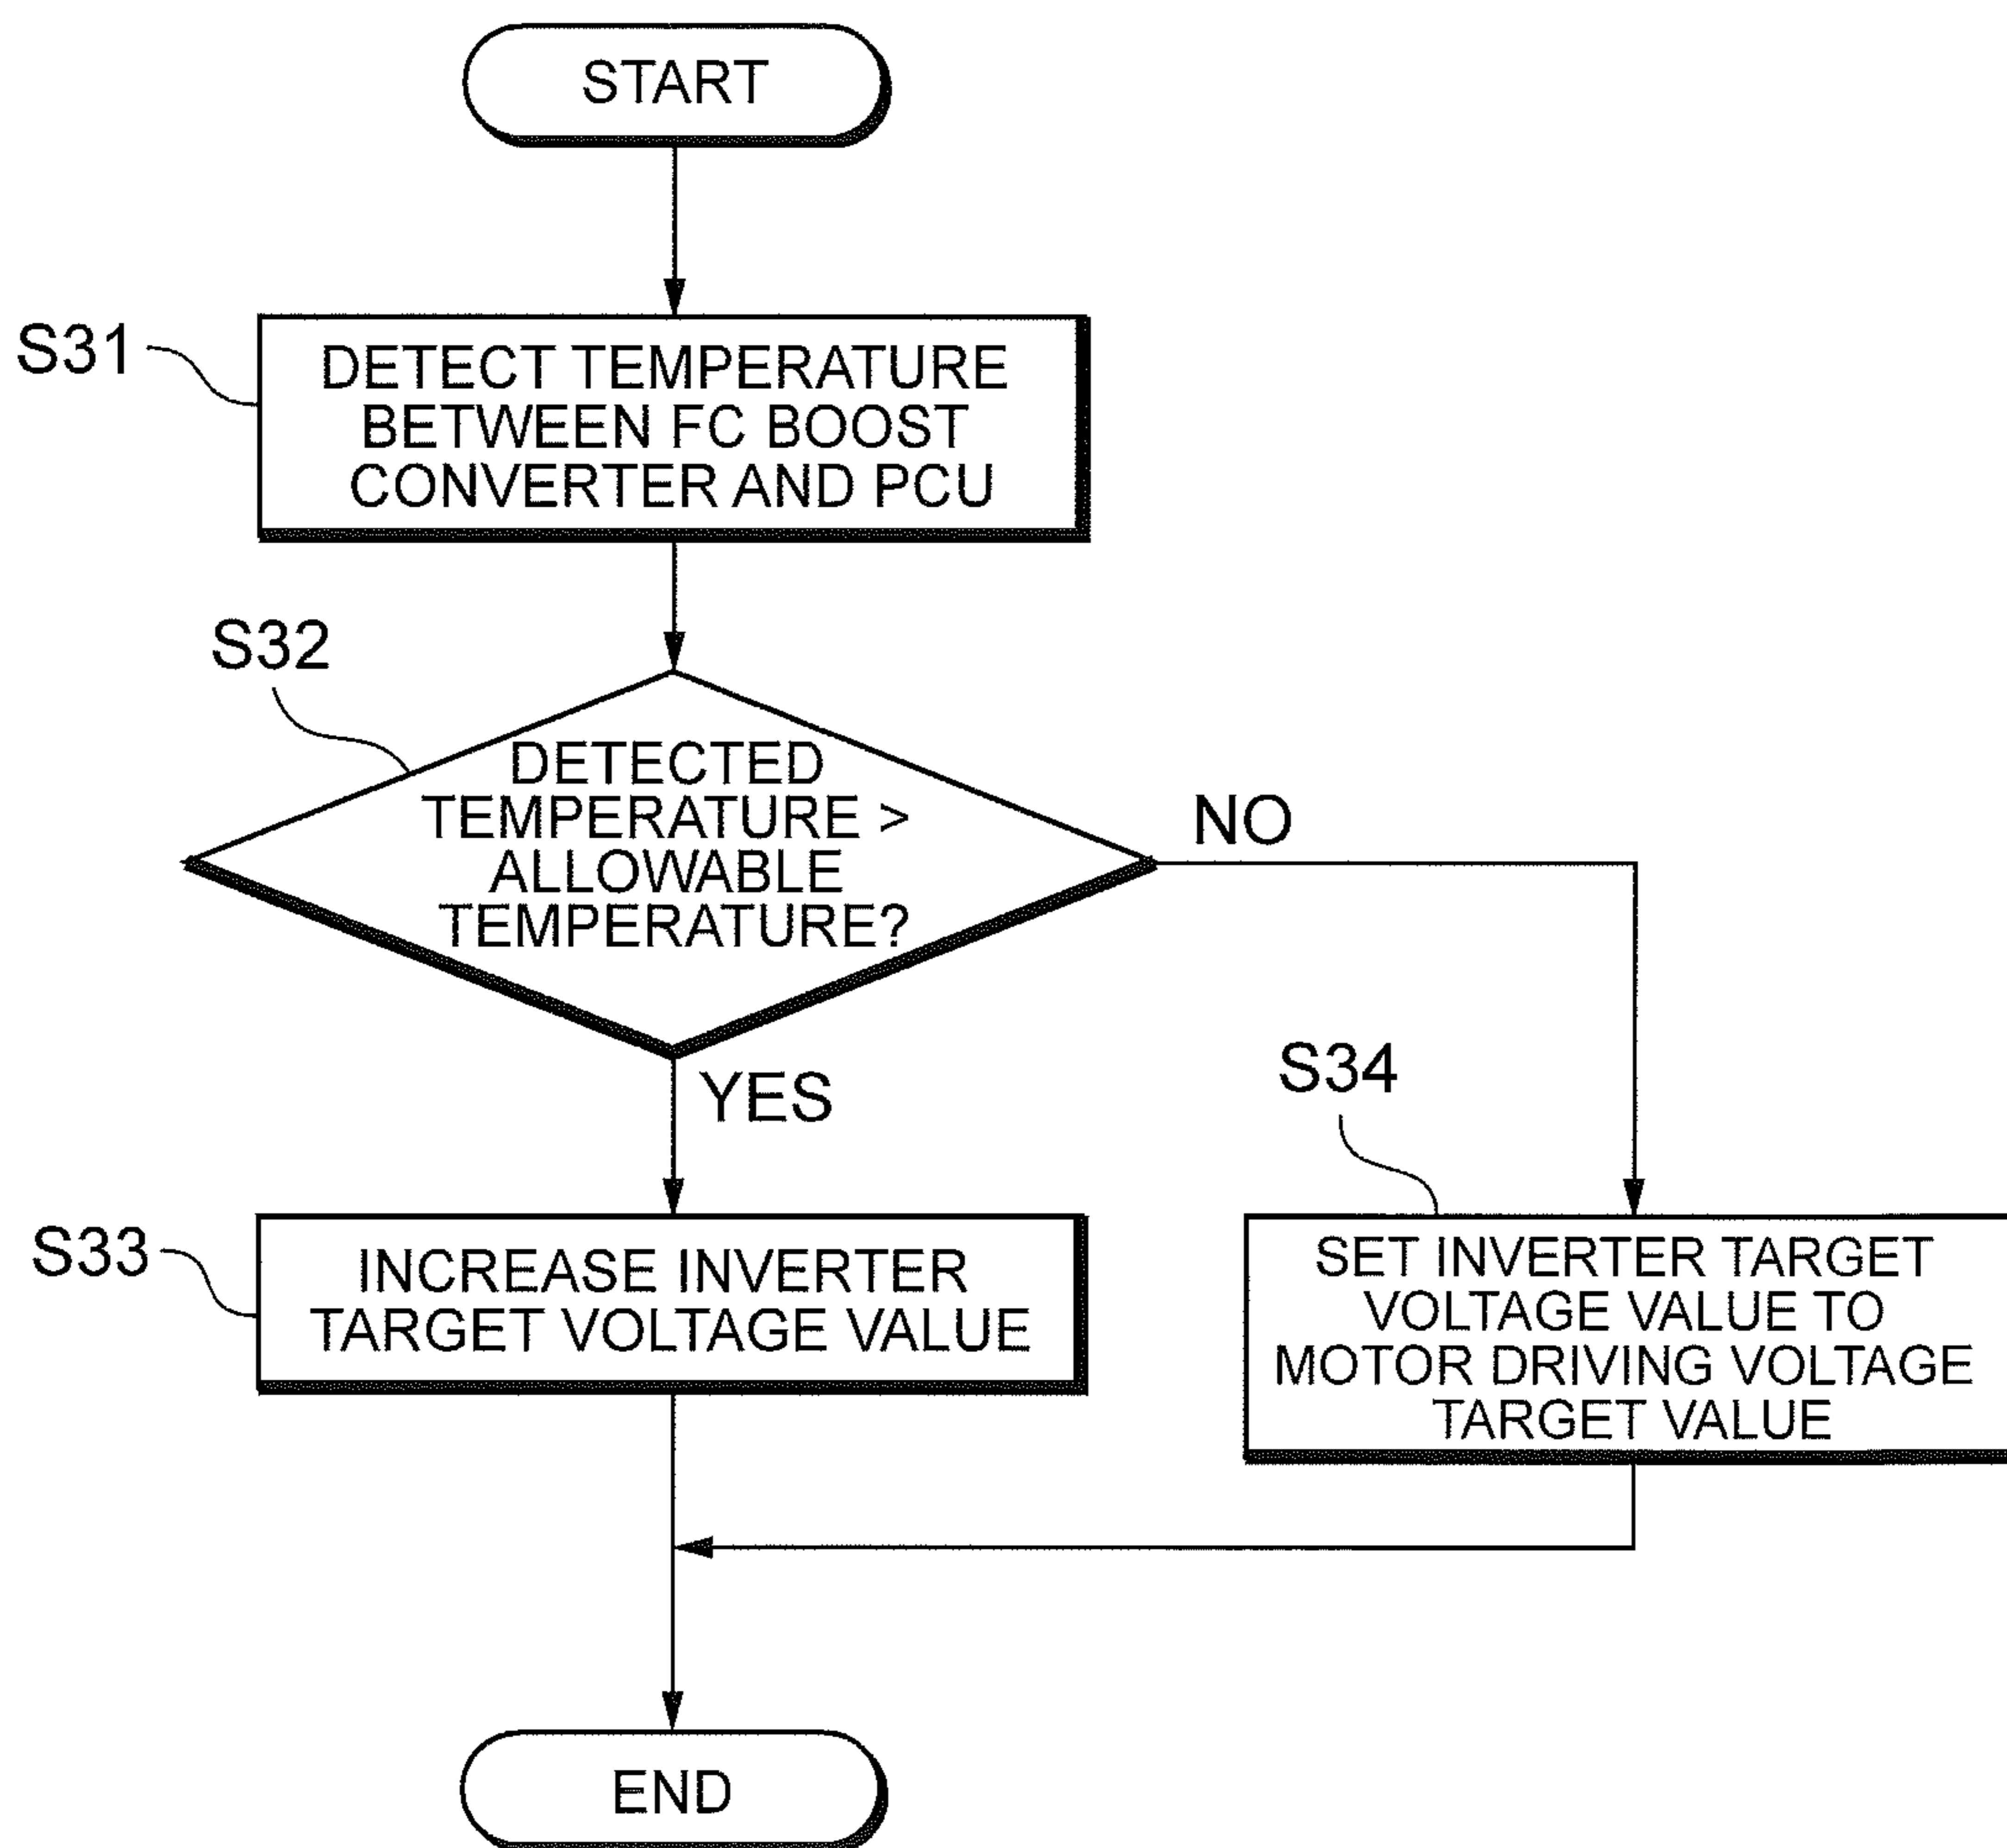 START
S31
DETECT TEMPERATURE
BETWEEN FC BOOST
CONVERTER AND PCU
S32
DETECTED
TEMPERATURE >
ALLOWABLE
TEMPERATURE?
NO
YES
S33
INCREASE INVERTER
TARGET VOLTAGE VALUE
S34
SET INVERTER TARGET
VOLTAGE VALUE TO
MOTOR DRIVING VOLTAGE
TARGET VALUE
END